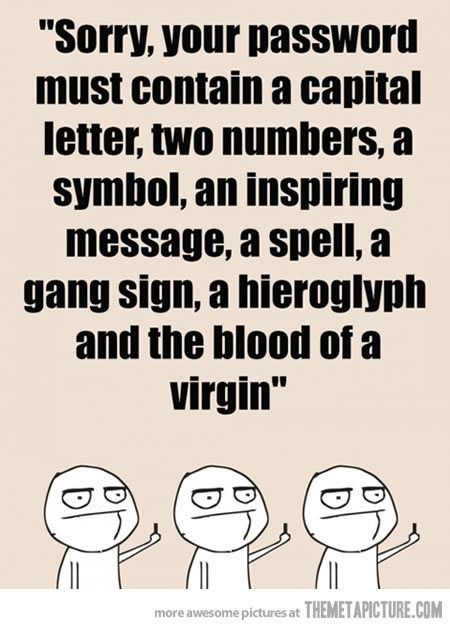 "Sorry, your password
must contain a capital
letter, two numbers, a
symbol, an inspiring
message, a spell, a
gang sign, a hieroglyph
and the blood of a
virgin"
more awesome pictures at THEMETAPICTURE.COM